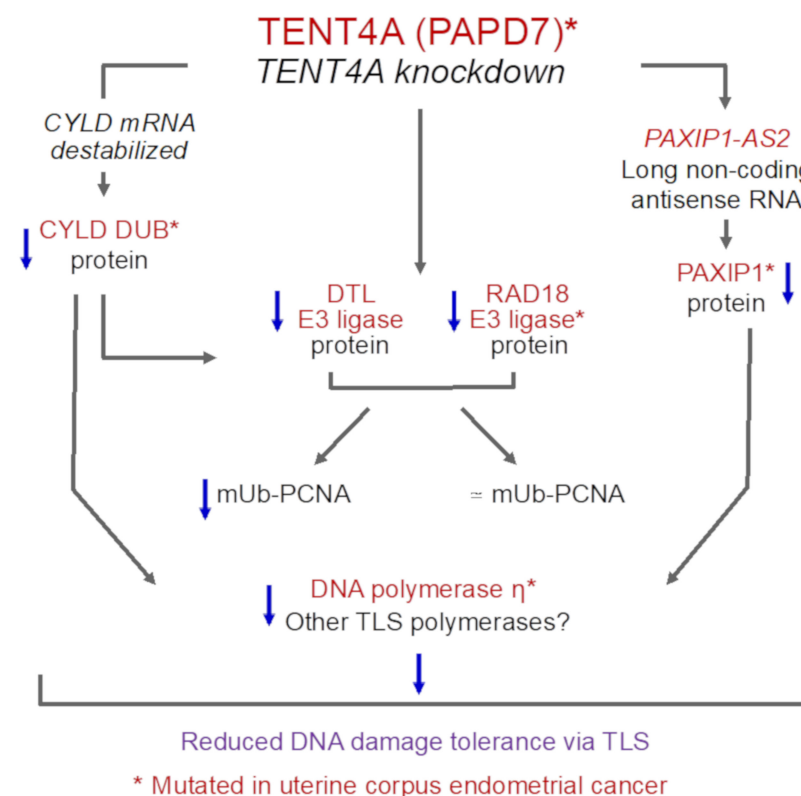 TENT4A (PAPD7)*
TENT4A knockdown
CYLD mRNA
destabilized
CYLD DUB*
protein
PAXIP1-AS2
Long non-coding
antisense RNA
PAXIP1*
protein
DTL
E3 ligase
protein
RAD18
E3 ligase*
protein
mUb-PCNA
≃ mUb-PCNA
DNA polymerase η*
Other TLS polymerases?
Reduced DNA damage tolerance via TLS
* Mutated in uterine corpus endometrial cancer